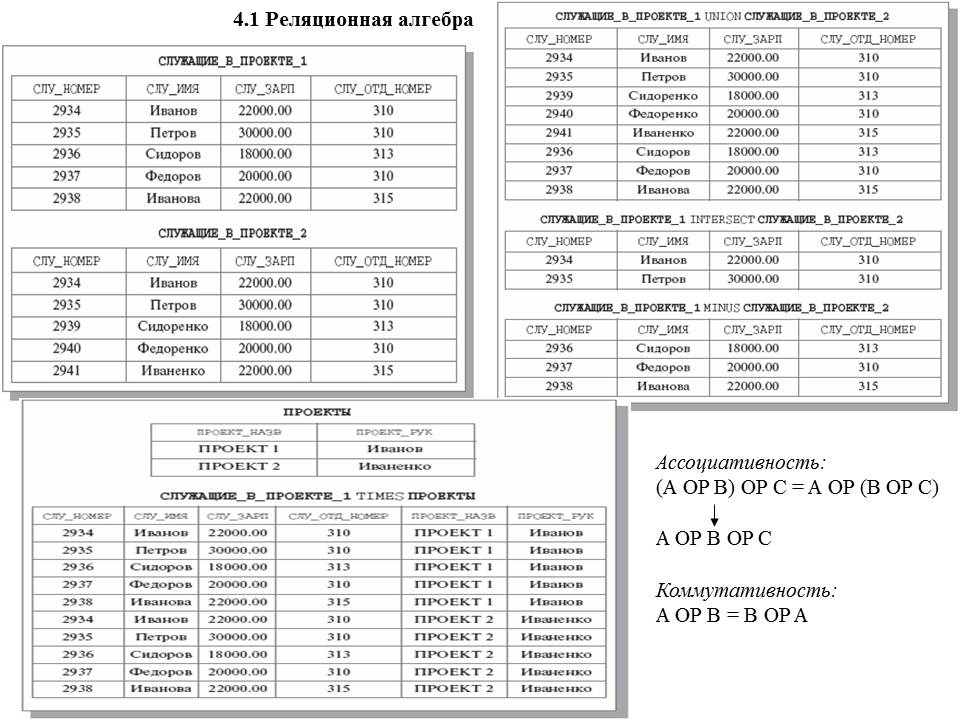 4.1 Реляционная алгебра
СЛУЖАЩИЕ_В_ПРОЕКТЕ_1
СЛУ_НОМЕР СЛУ_ИМЯ СЛУ_ЗАРП СЛУ_ОТД_НОМЕР
2934 Иванов 22000.00 310
2935 Петров 30000.00 310
2936 Сидоров 18000.00 313
2937 Федоров 20000.00 310
2938 Иванова 22000.00 315
СЛУЖАЩИЕ_В_ПРОЕКТЕ_2
СЛУ_НОМЕР СЛУ_ИМЯ СЛУ_ЗАРП СЛУ_ОТД_НОМЕР
2934 Иванов 22000.00 310
2935 Петров 30000.00 310
2939 Сидоренко 18000.00 313
2940 Федоренко 20000.00 310
2941 Иваненко 22000.00 315
СЛУЖАЩИЕ_В_ПРОЕКТЕ_1 UNION СЛУЖАЩИЕ_В_ПРОЕКТЕ_2
СЛУ_НОМЕР СЛУ_ИМЯ СЛУ_ЗАРП СЛУ_ОТД_НОМЕР
2934 Иванов 22000.00 310
2935 Петров 30000.00 310
2939 Сидоренко 18000.00 313
2940 Федоренко 20000.00 310
2941 Иваненко 22000.00 315
2936 Сидоров 18000.00 313
2937 Федоров 20000.00 310
2938 Иванова 22000.00 315
СЛУЖАЩИЕ_В_ПРОЕКТЕ_1 INTERSECT СЛУЖАЩИЕ_В_ПРОЕКТЕ_2
СЛУ_НОМЕР СЛУ_ИМЯ СЛУ_ЗАРП СЛУ_ОТД_НОМЕР
2934 Иванов 22000.00 310
2935 Петров 30000.00 310
СЛУЖАЩИЕ_В_ПРОЕКТЕ_1 MINUS СЛУЖАЩИЕ_В_ПРОЕКТЕ_2
СЛУ_НОМЕР СЛУ_ИМЯ СЛУ_ЗАРП СЛУ_ОТД_НОМЕР
2936 Сидоров 18000.00 313
2937 Федоров 20000.00 310
2938 Иванова 22000.00 315
ПРОЕКТЫ
ПРОЕКТ_НАЗВ ПРОЕКТ_РУК
ПРОЕКТ 1 Иванов
ПРОЕКТ 2 Иваненко
СЛУЖАЩИЕ_В_ПРОЕКТЕ_1 TIMES ПРОЕКТЫ
СЛУ_НОМЕР СЛУ_ИМЯ СЛУ_ЗАРП СЛУ_ОТД_НОМЕР ПРОЕКТ_НАЗВ ПРОЕКТ_РУК
2934 Иванов 22000.00 310 ПРОЕКТ 1 Иванов
2935 Петров 30000.00 310 ПРОЕКТ 1 Иванов
2936 Сидоров 18000.00 313 ПРОЕКТ 1 Иванов
2937 Федоров 20000.00 310 ПРОЕКТ 1 Иванов
2938 Иванова 22000.00 315 ПРОЕКТ 1 Иванов
2934 Иванов 22000.00 310 ПРОЕКТ 2 Иваненко
2935 Петров 30000.00 310 ПРОЕКТ 2 Иваненко
2936 Сидоров 18000.00 313 ПРОЕКТ 2 Иваненко
2937 Федоров 20000.00 310 ПРОЕКТ 2 Иваненко
2938 Иванова 22000.00 315 ПРОЕКТ 2 Иваненко
Ассоциативность:
(A OP B) OP C = A OP (B OP C)
A OP B OP C
Коммутативность:
A OP B = B OP A